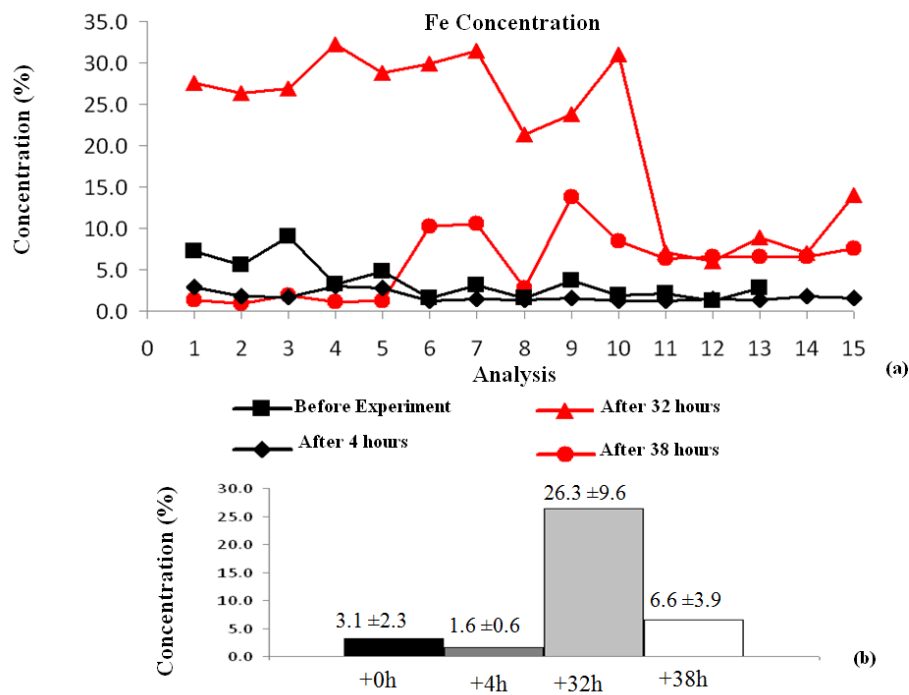 Fe Concentration
Concentration (%)
35.0
30.0
25.0
20.0
15.0
10.0
5.0
0.0
0 1 2 3 4 5 6 7 8 9 10 11 12 13 14 15
Analysis
(a)
Before Experiment
After 32 hours
After 4 hours
After 38 hours
Concentration (%)
30.0
25.0
20.0
15.0
10.0
5.0
0.0
3.1 ±2.3
1.6 ±0.6
26.3 ±9.6
6.6 ±3.9
+0h +4h +32h +38h
(b)